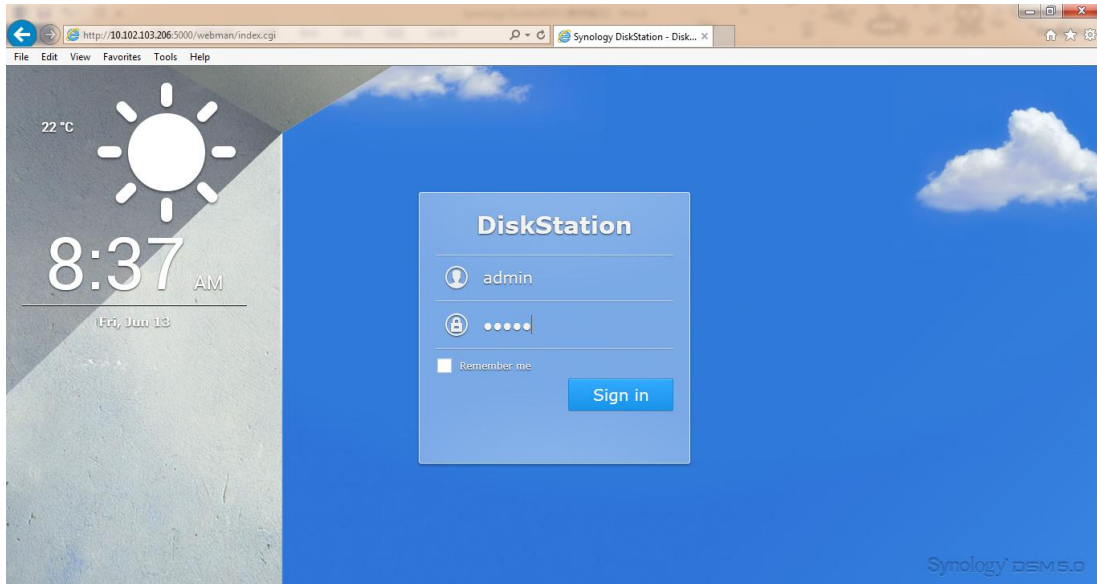 http://10.102.103.206:5000/webman/index.cgi
Synology DiskStation - Disk...
File Edit View Favorites Tools Help
22 °C
8:37 AM
Fri, Jun 13
DiskStation
admin
•••••
Remember me
Sign in
Synology DSM 5.0